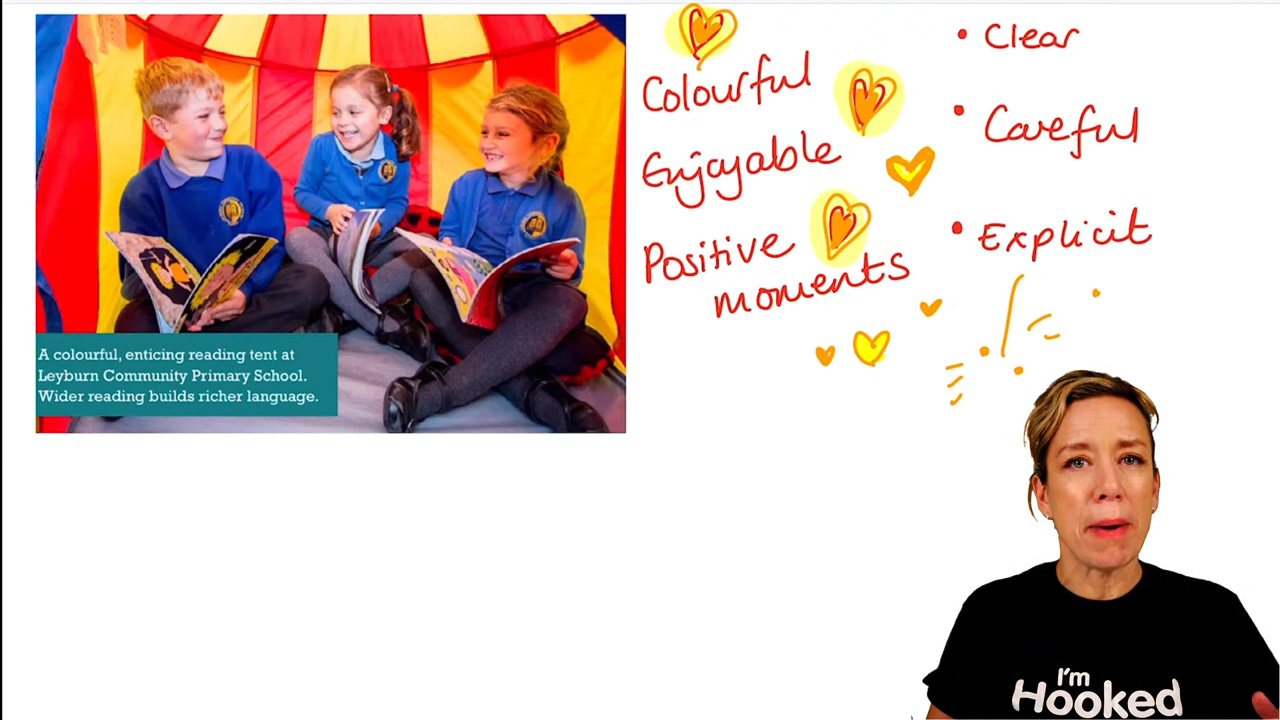 A colourful, enticing reading tent at
Leyburn Community Primary School.
Wider reading builds richer language.
Colourful
Enjoyable
Positive
moments
• Clear
• Careful
• Explicit
I'm
Hooked